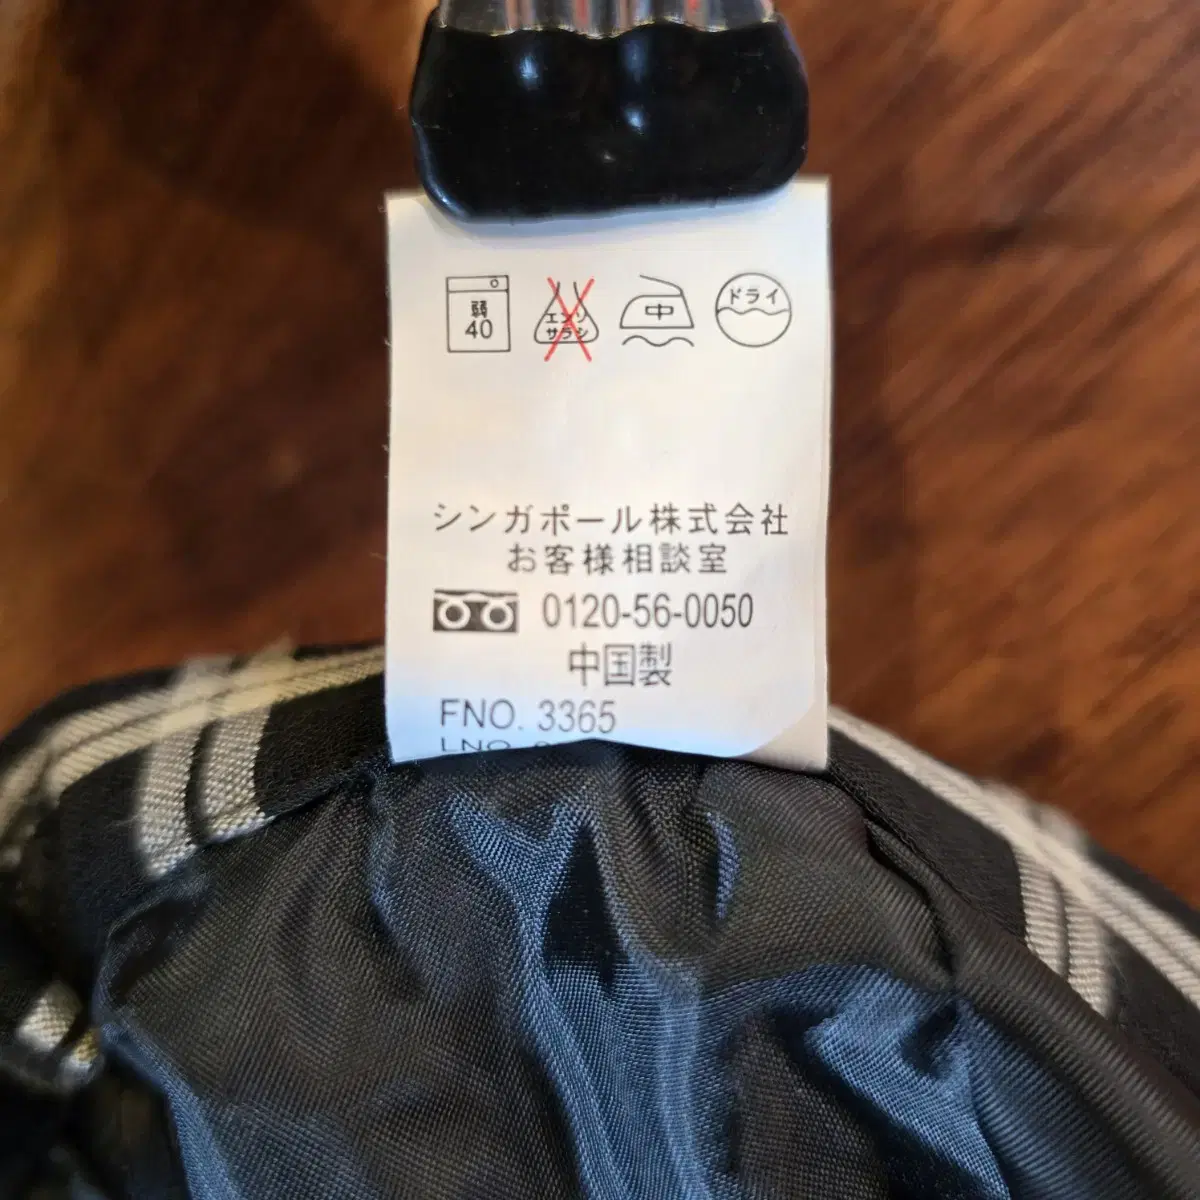 弱
40
エンソ
サラシ
中
ドライ
シンガポール株式会社
お客様相談室
0120-56-0050
中国製
FNO. 3365
LNO.